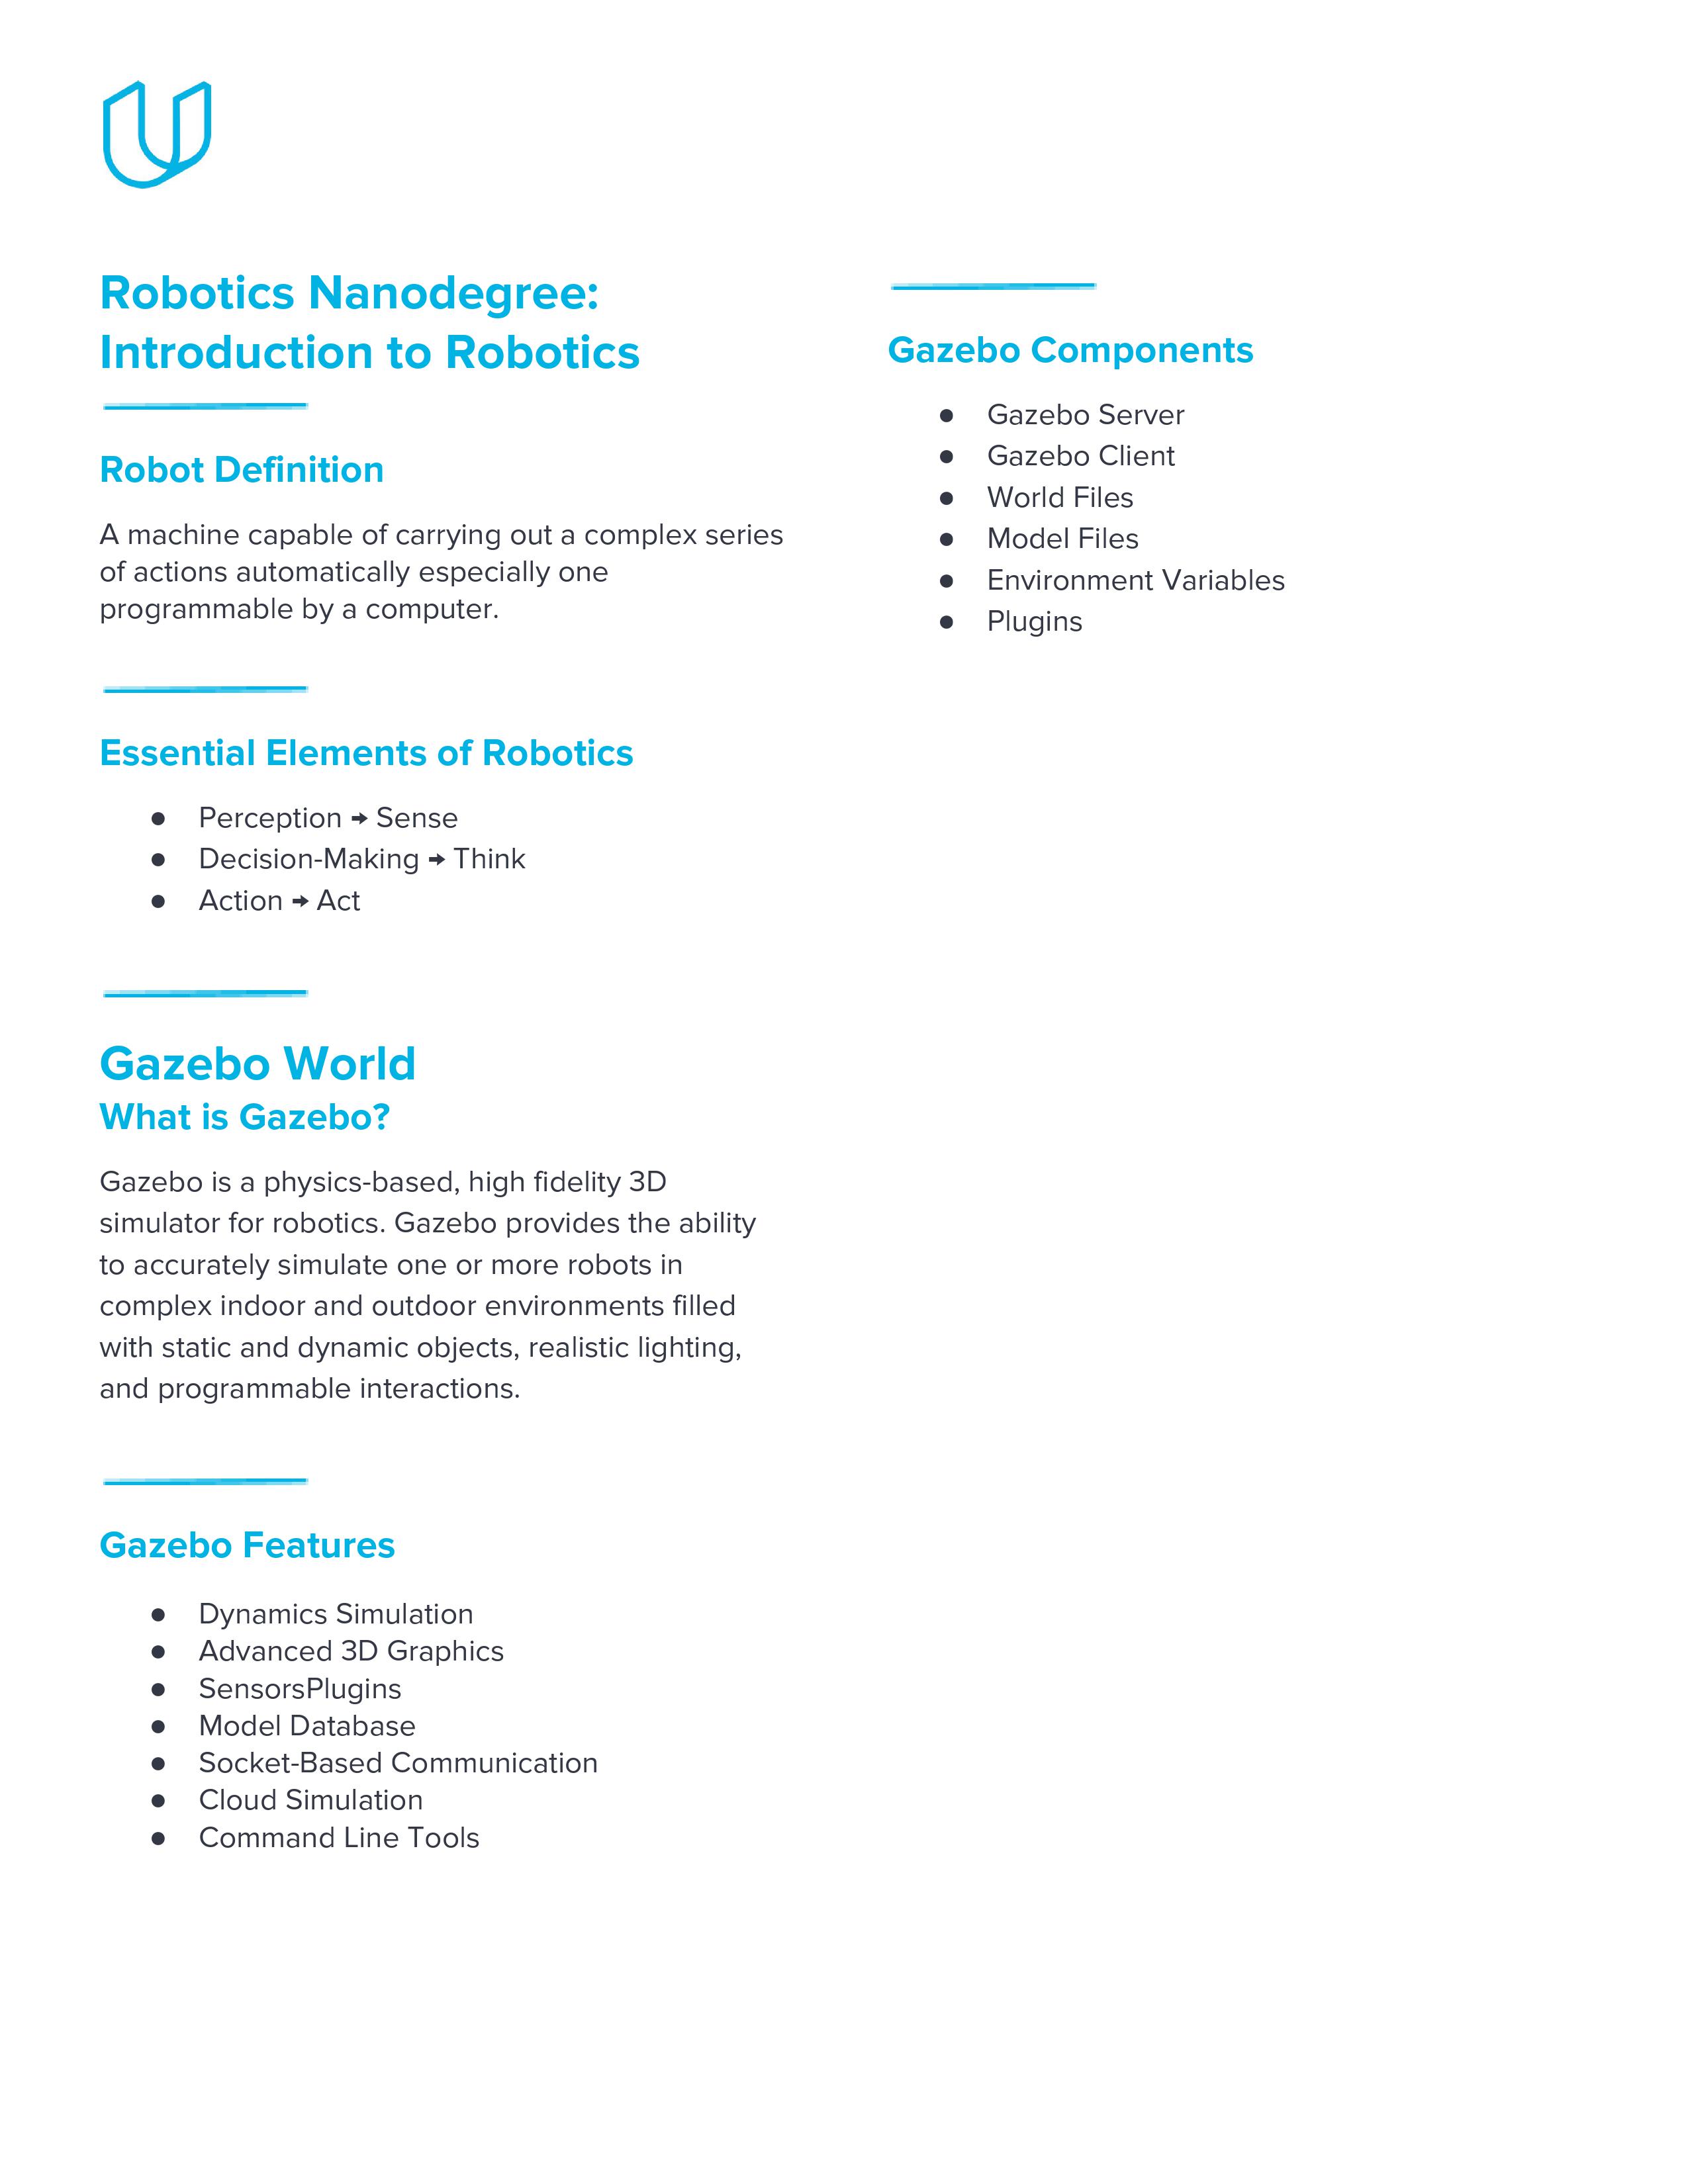 Robotics Nanodegree:
Introduction to Robotics
Robot Definition
A machine capable of carrying out a complex series
of actions automatically especially one
programmable by a computer.
Essential Elements of Robotics
● Perception → Sense
● Decision-Making → Think
● Action → Act
Gazebo World
What is Gazebo?
Gazebo is a physics-based, high fidelity 3D
simulator for robotics. Gazebo provides the ability
to accurately simulate one or more robots in
complex indoor and outdoor environments filled
with static and dynamic objects, realistic lighting,
and programmable interactions.
Gazebo Features
● Dynamics Simulation
● Advanced 3D Graphics
● SensorsPlugins
● Model Database
● Socket-Based Communication
● Cloud Simulation
● Command Line Tools
Gazebo Components
● Gazebo Server
● Gazebo Client
● World Files
● Model Files
● Environment Variables
● Plugins